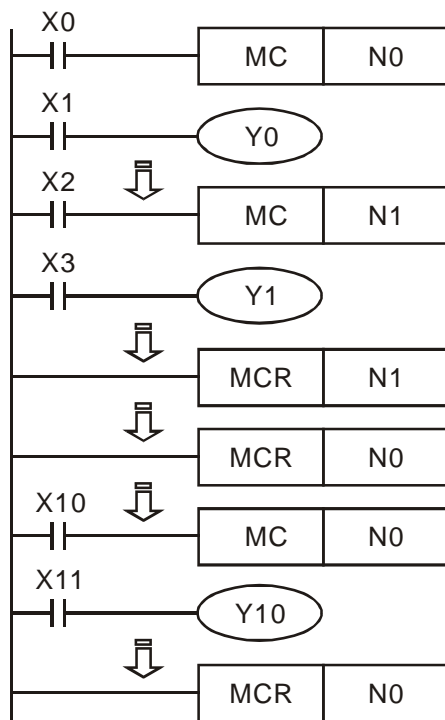 X0
MC N0
X1
Y0
X2
MC N1
X3
Y1
MCR N1
MCR N0
X10
MC N0
X11
Y10
MCR N0